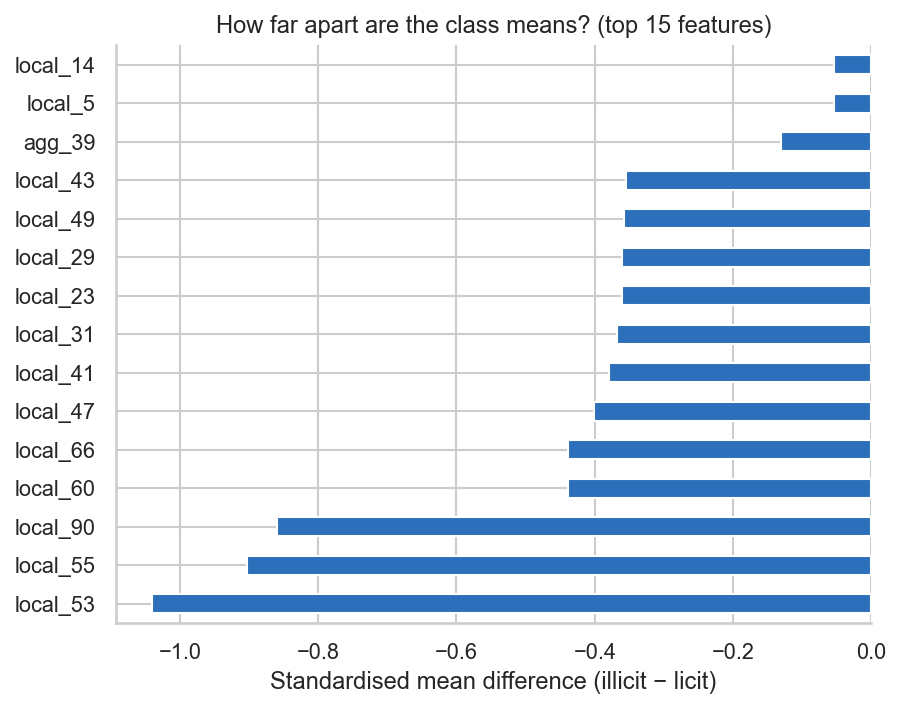 How far apart are the class means? (top 15 features)
local_14
local_5
agg_39
local_43
local_49
local_29
local_23
local_31
local_41
local_47
local_66
local_60
local_90
local_55
local_53
−1.0 −0.8 −0.6 −0.4 −0.2 0.0
Standardised mean difference (illicit − licit)